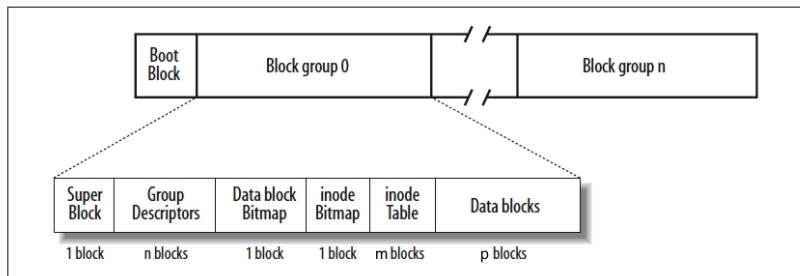 Boot
Block
Block group 0
Block group n
Super
Block
Group
Descriptors
Data block
Bitmap
inode
Bitmap
inode
Table
Data blocks
1 block
n blocks
1 block
1 block
m blocks
p blocks